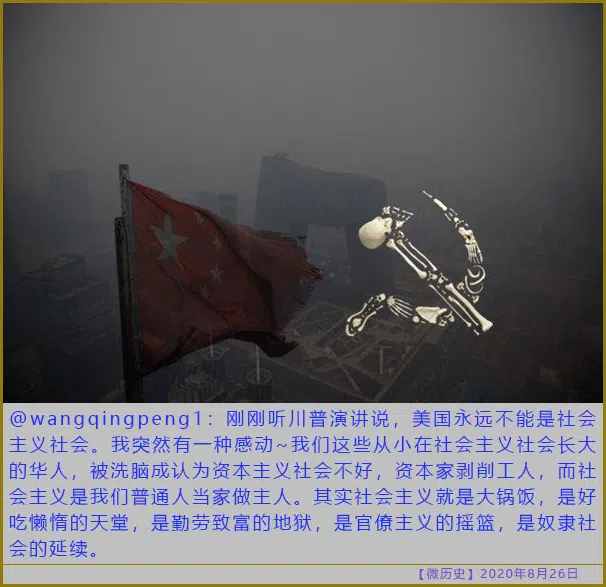 @wangqingpeng1：刚刚听川普演讲说，美国永远不能是社会
主义社会。我突然有一种感动~我们这些从小在社会主义社会长大
的华人，被洗脑成认为资本主义社会不好，资本家剥削工人，而社
会主义是我们普通人当家做主人。其实社会主义就是大锅饭，是好
吃懒惰的天堂，是勤劳致富的地狱，是官僚主义的摇篮，是奴隶社
会的延续。
【微历史】2020年8月26日